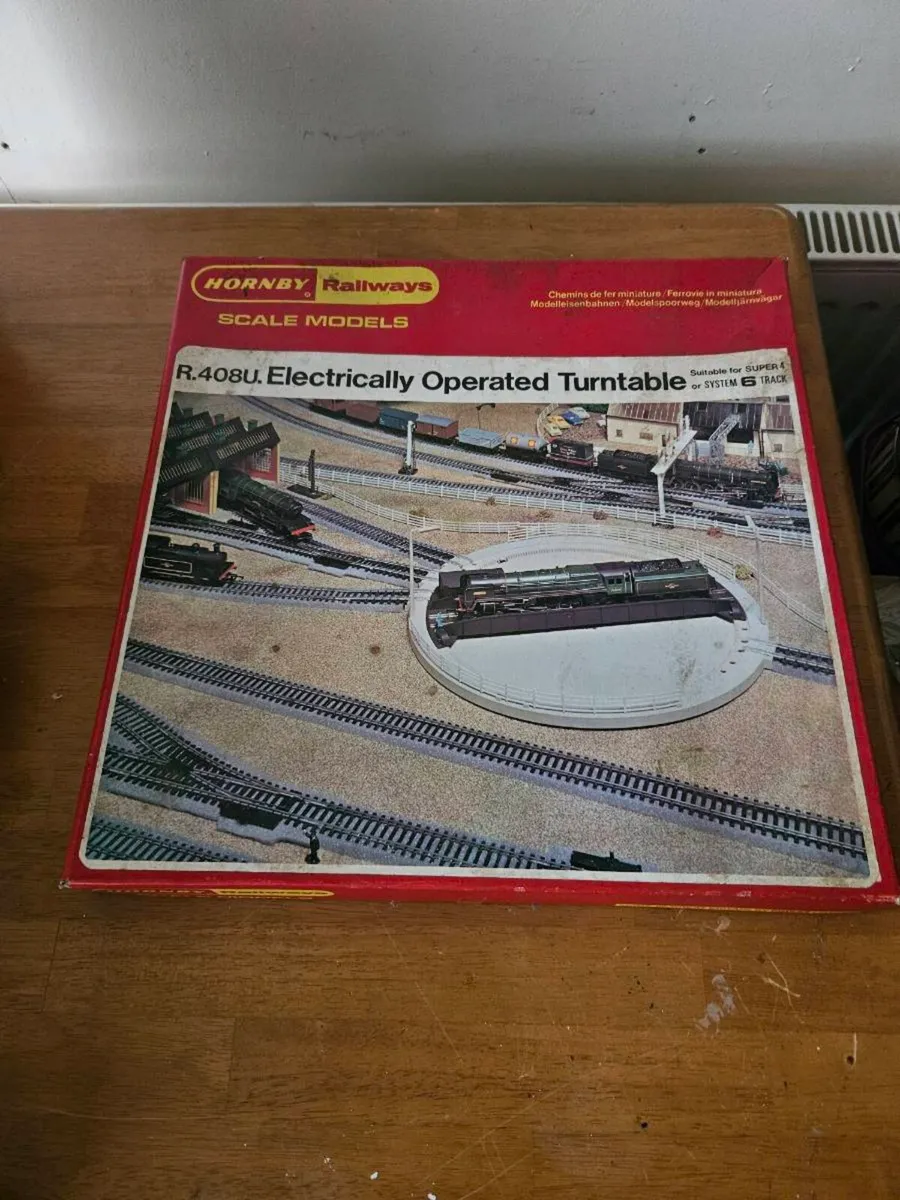 HORNBY Railways
SCALE MODELS
Chemins de fer miniature / Ferrovie in miniatura
Modelleisenbahnen / Modelspoorweg / Modelljärnvägar
R.408U. Electrically Operated Turntable
Suitable for SUPER 4
or SYSTEM 6 TRACK